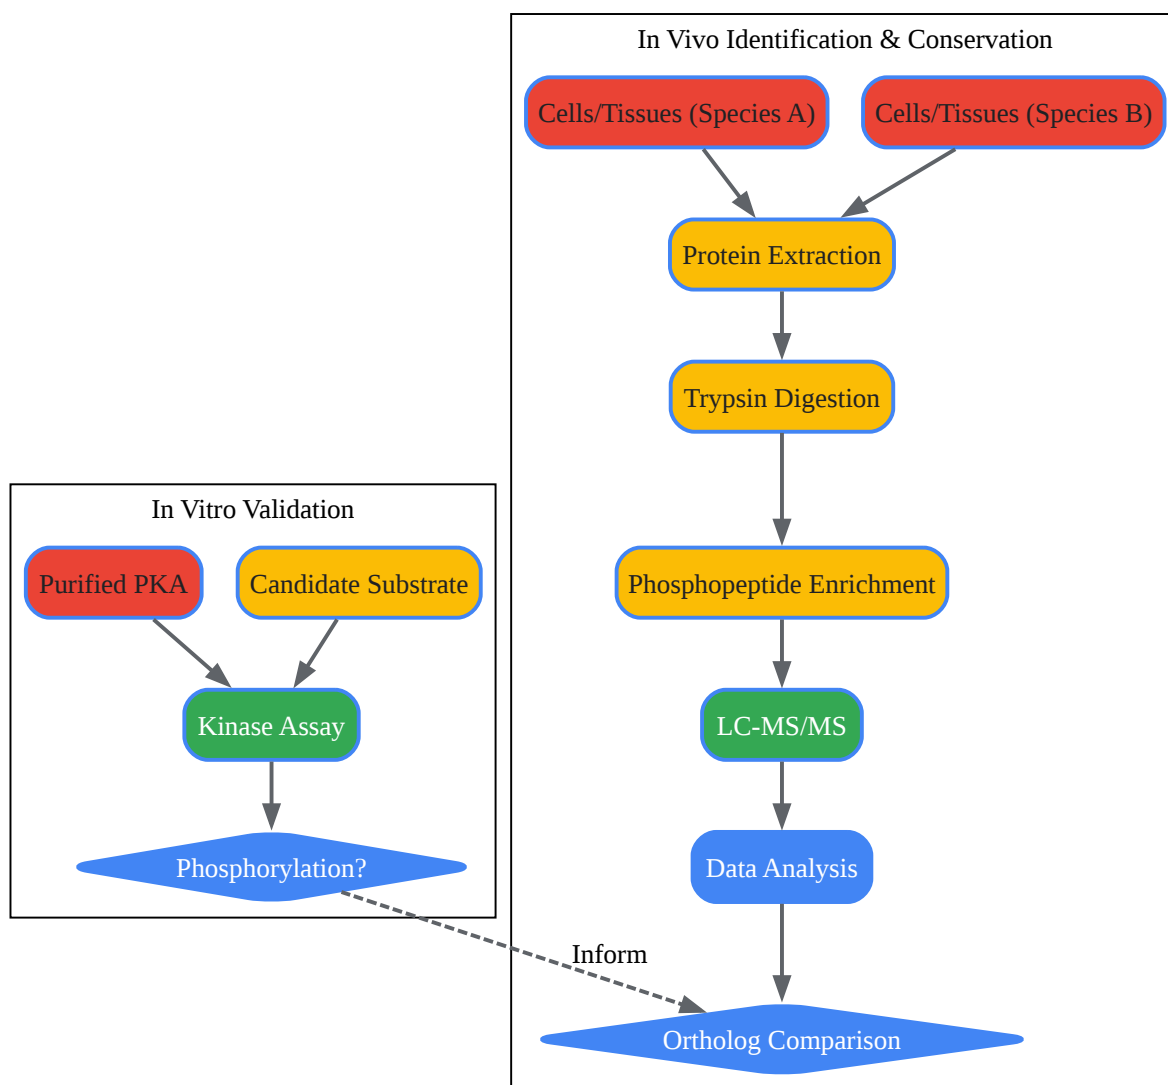 In Vivo Identification & Conservation
Cells/Tissues (Species A)
Cells/Tissues (Species B)
Protein Extraction
Trypsin Digestion
Phosphopeptide Enrichment
LC-MS/MS
Data Analysis
Ortholog Comparison
In Vitro Validation
Purified PKA
Candidate Substrate
Kinase Assay
Phosphorylation?
Inform